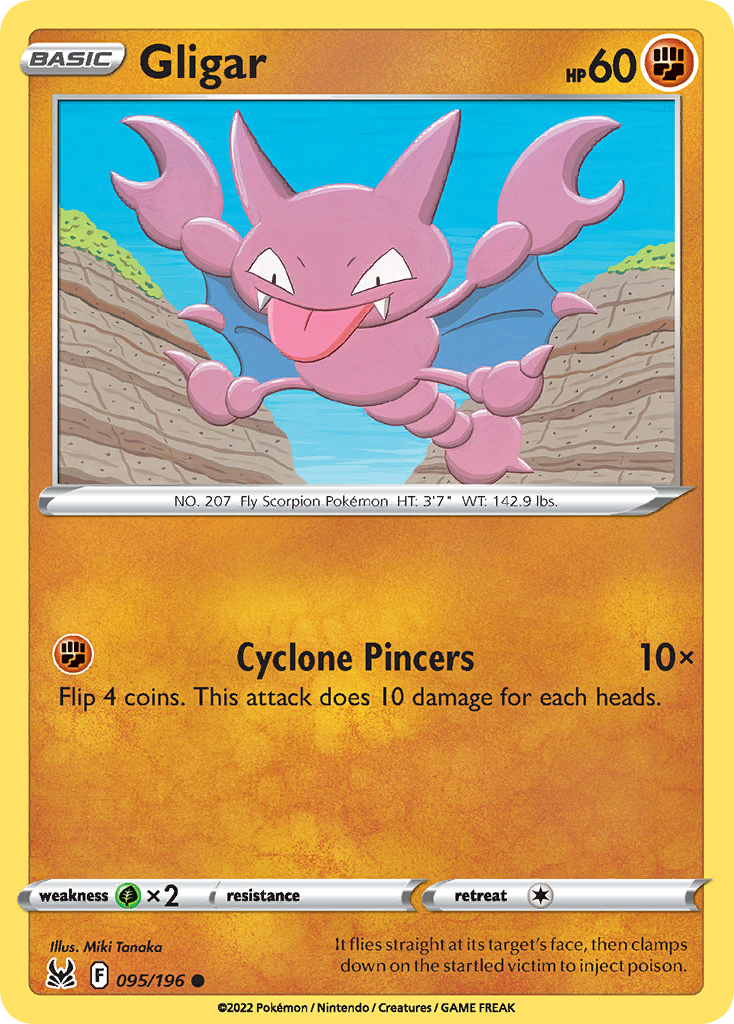 BASIC Gligar HP 60
NO. 207 Fly Scorpion Pokémon HT: 3'7" WT: 142.9 lbs.
Cyclone Pincers 10×
Flip 4 coins. This attack does 10 damage for each heads.
weakness ×2 resistance retreat
Illus. Miki Tanaka
It flies straight at its target's face, then clamps
down on the startled victim to inject poison.
F 095/196
©2022 Pokémon / Nintendo / Creatures / GAME FREAK